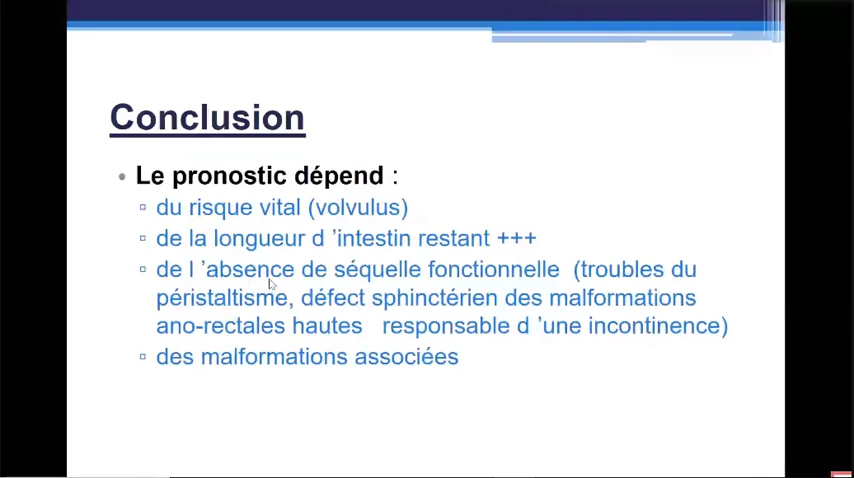 Conclusion
• Le pronostic dépend :
▫ du risque vital (volvulus)
▫ de la longueur d ’intestin restant +++
▫ de l ’absence de séquelle fonctionnelle (troubles du
péristaltisme, défect sphinctérien des malformations
ano-rectales hautes responsable d ’une incontinence)
▫ des malformations associées